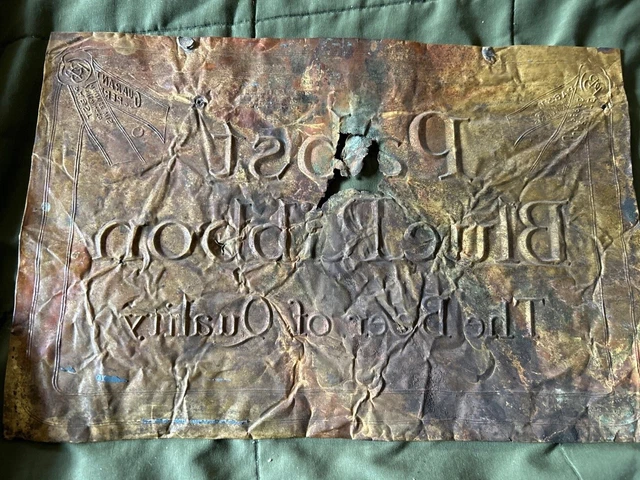 Pabst
Blue Ribbon
The Beer of Quality